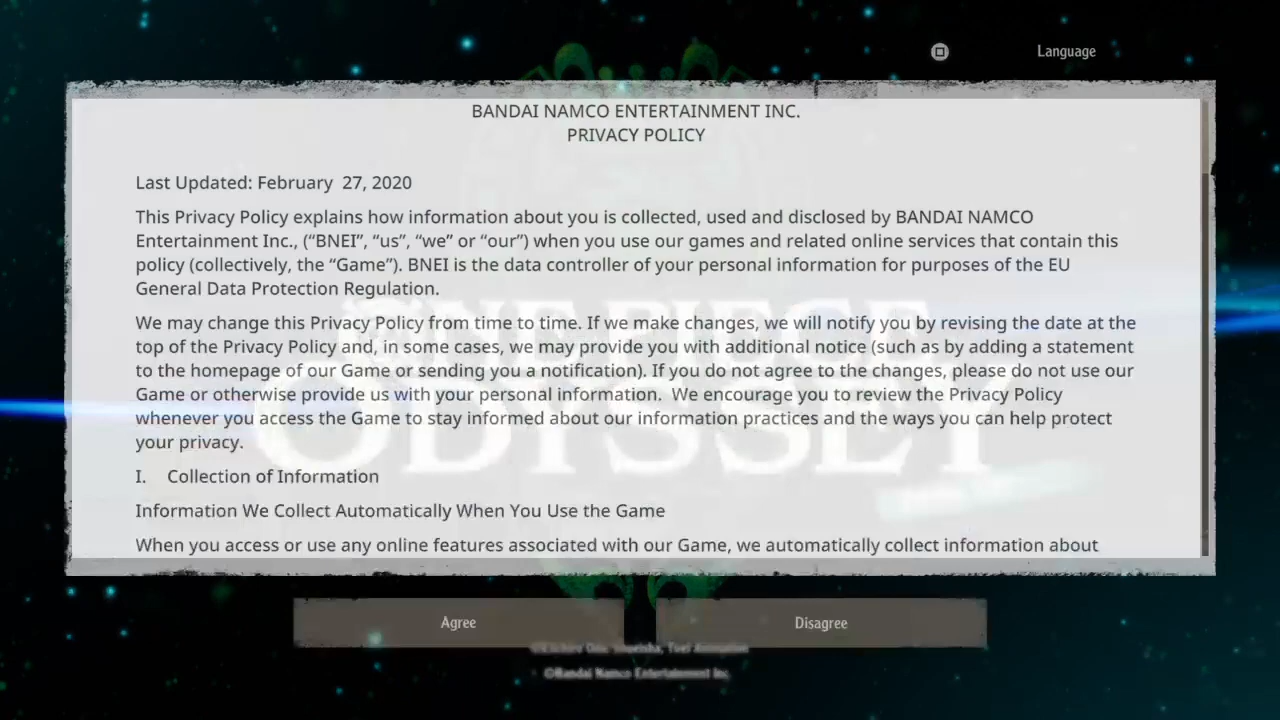 Language
BANDAI NAMCO ENTERTAINMENT INC.
PRIVACY POLICY
Last Updated: February  27, 2020
This Privacy Policy explains how information about you is collected, used and disclosed by BANDAI NAMCO
Entertainment Inc., (“BNEI”, “us”, “we” or “our”) when you use our games and related online services that contain this
policy (collectively, the “Game”). BNEI is the data controller of your personal information for purposes of the EU
General Data Protection Regulation.
We may change this Privacy Policy from time to time. If we make changes, we will notify you by revising the date at the
top of the Privacy Policy and, in some cases, we may provide you with additional notice (such as by adding a statement
to the homepage of our Game or sending you a notification). If you do not agree to the changes, please do not use our
Game or otherwise provide us with your personal information.  We encourage you to review the Privacy Policy
whenever you access the Game to stay informed about our information practices and the ways you can help protect
your privacy.
I.    Collection of Information
Information We Collect Automatically When You Use the Game
When you access or use any online features associated with our Game, we automatically collect information about
ONE PIECE
ODYSSEY
Agree
Disagree
©Bandai Namco Entertainment Inc.